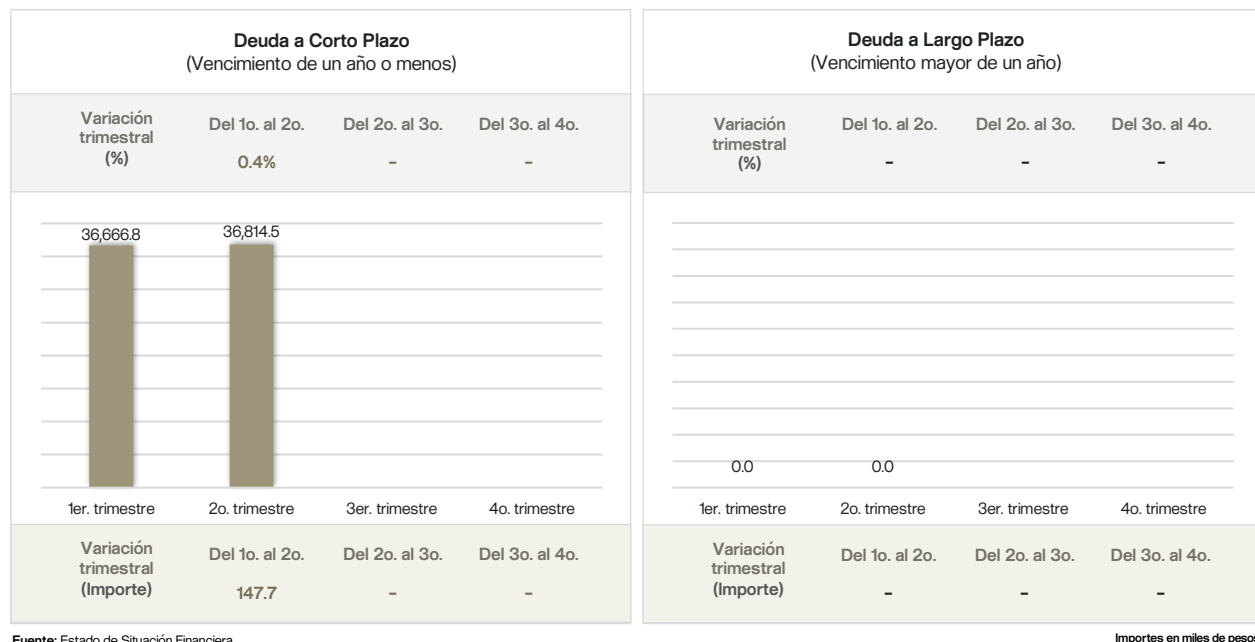 Deuda a Corto Plazo
(Vencimiento de un año o menos)
Variación trimestral (%) Del 1o. al 2o. Del 2o. al 3o. Del 3o. al 4o.
0.4% – –
36,666.8 36,814.5
1er. trimestre 2o. trimestre 3er. trimestre 4o. trimestre
Variación trimestral (Importe) Del 1o. al 2o. Del 2o. al 3o. Del 3o. al 4o.
147.7 – –
Deuda a Largo Plazo
(Vencimiento mayor de un año)
Variación trimestral (%) Del 1o. al 2o. Del 2o. al 3o. Del 3o. al 4o.
– – –
0.0 0.0
1er. trimestre 2o. trimestre 3er. trimestre 4o. trimestre
Variación trimestral (Importe) Del 1o. al 2o. Del 2o. al 3o. Del 3o. al 4o.
– – –
Fuente: Estado de Situación Financiera
Importes en miles de pesos